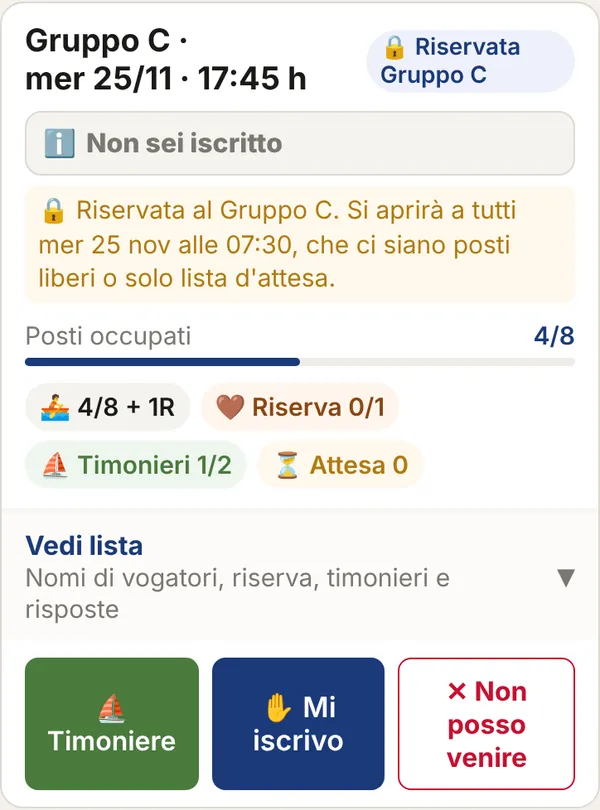 Gruppo C ·
mer 25/11 · 17:45 h
🔒 Riservata
Gruppo C
ℹ️ Non sei iscritto
🔒 Riservata al Gruppo C. Si aprirà a tutti
mer 25 nov alle 07:30, che ci siano posti
liberi o solo lista d'attesa.
Posti occupati 4/8
🚣 4/8 + 1R
🤎 Riserva 0/1
⛵ Timonieri 1/2
⏳ Attesa 0
Vedi lista
Nomi di vogatori, riserva, timonieri e
risposte
▼
⛵
Timoniere
✋ Mi
iscrivo
✕ Non
posso
venire